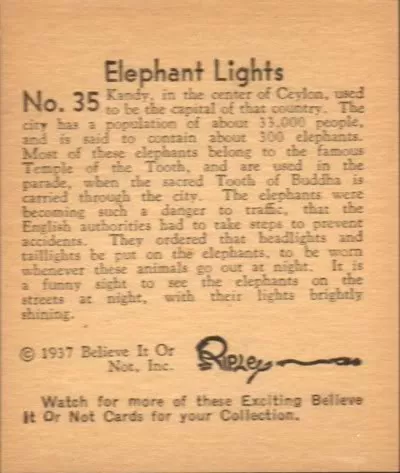 Elephant Lights
No. 35 Kandy, in the center of Ceylon, used
to be the capital of that country. The
city has a population of about 33,000 people,
and is said to contain about 300 elephants.
Most of these elephants belong to the famous
Temple of the Tooth, and are used in the
parade, when the sacred Tooth of Buddha is
carried through the city. The elephants were
becoming such a danger to traffic, that the
English authorities had to take steps to prevent
accidents. They ordered that headlights and
taillights be put on the elephants, to be worn
whenever these animals go out at night. It is
a funny sight to see the elephants on the
streets at night, with their lights brightly
shining.
© 1937 Believe It Or
Not, Inc.
Ripley
Watch for more of these Exciting Believe
It Or Not Cards for your Collection.